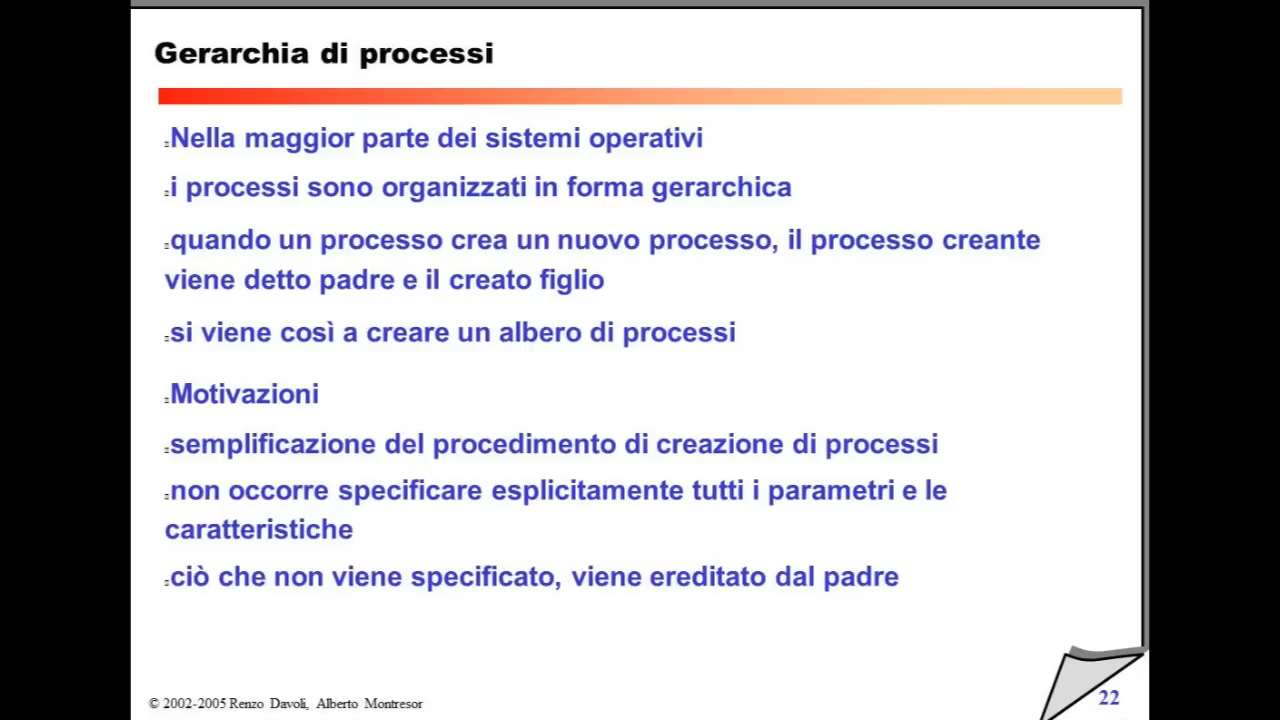 Gerarchia di processi
Nella maggior parte dei sistemi operativi
i processi sono organizzati in forma gerarchica
quando un processo crea un nuovo processo, il processo creante
viene detto padre e il creato figlio
si viene così a creare un albero di processi
Motivazioni
semplificazione del procedimento di creazione di processi
non occorre specificare esplicitamente tutti i parametri e le
caratteristiche
ciò che non viene specificato, viene ereditato dal padre
© 2002-2005 Renzo Davoli, Alberto Montresor
22